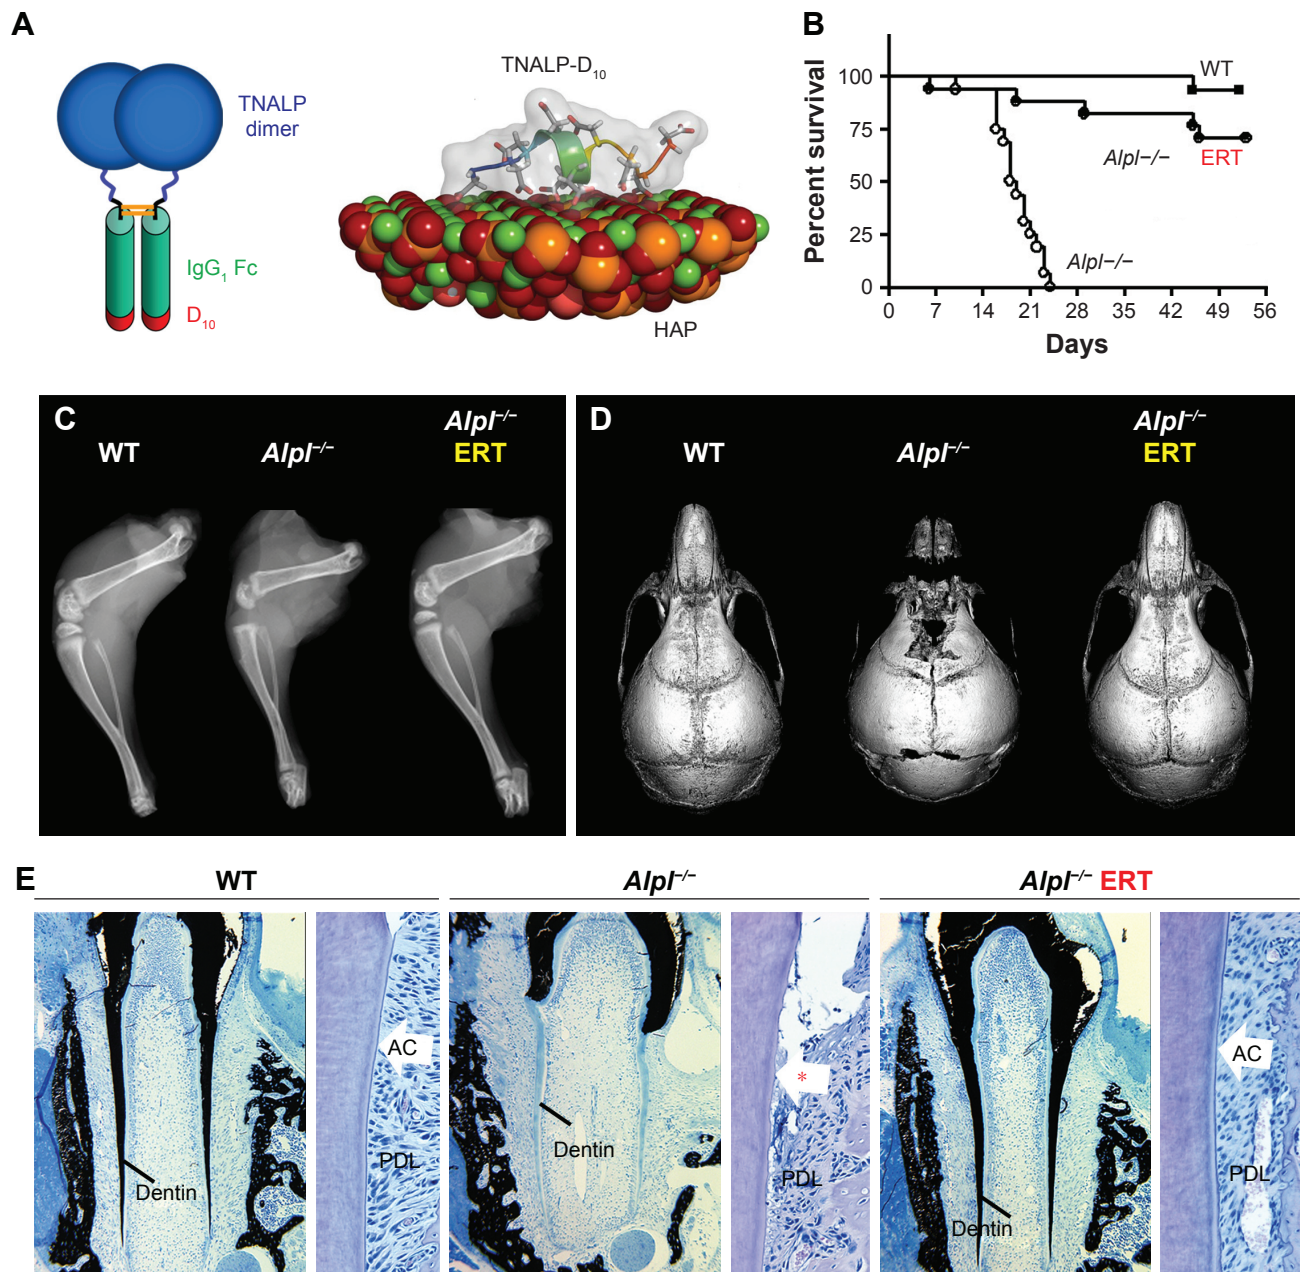 A
TNALP
dimer
IgG₁ Fc
D₁₀
TNALP-D₁₀
HAP
B
Percent survival
100
75
50
25
0
0 7 14 21 28 35 42 49 56
Days
WT
Alpl−/−
ERT
Alpl−/−
C
WT
Alpl−/−
Alpl−/−
ERT
D
WT
Alpl−/−
Alpl−/−
ERT
E
WT
Alpl−/−
Alpl−/− ERT
Dentin
AC
PDL
Dentin
*
PDL
Dentin
AC
PDL